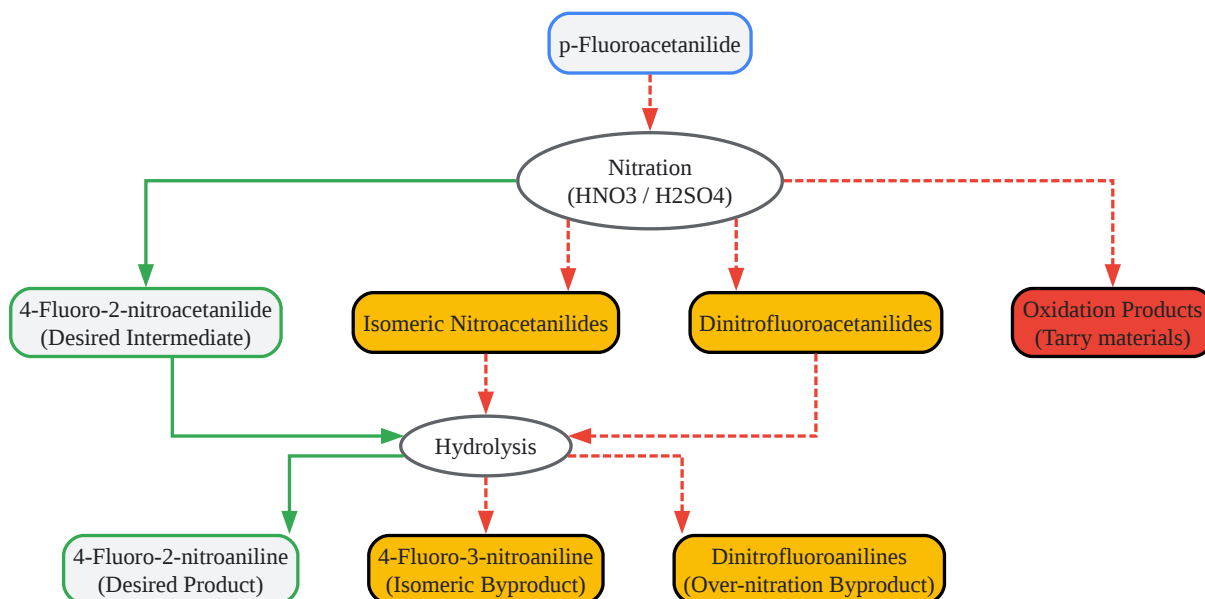 p-Fluoroacetanilide
Nitration
(HNO3 / H2SO4)
4-Fluoro-2-nitroacetanilide
(Desired Intermediate)
Isomeric Nitroacetanilides
Dinitrofluoroacetanilides
Oxidation Products
(Tarry materials)
Hydrolysis
4-Fluoro-2-nitroaniline
(Desired Product)
4-Fluoro-3-nitroaniline
(Isomeric Byproduct)
Dinitrofluoroanilines
(Over-nitration Byproduct)